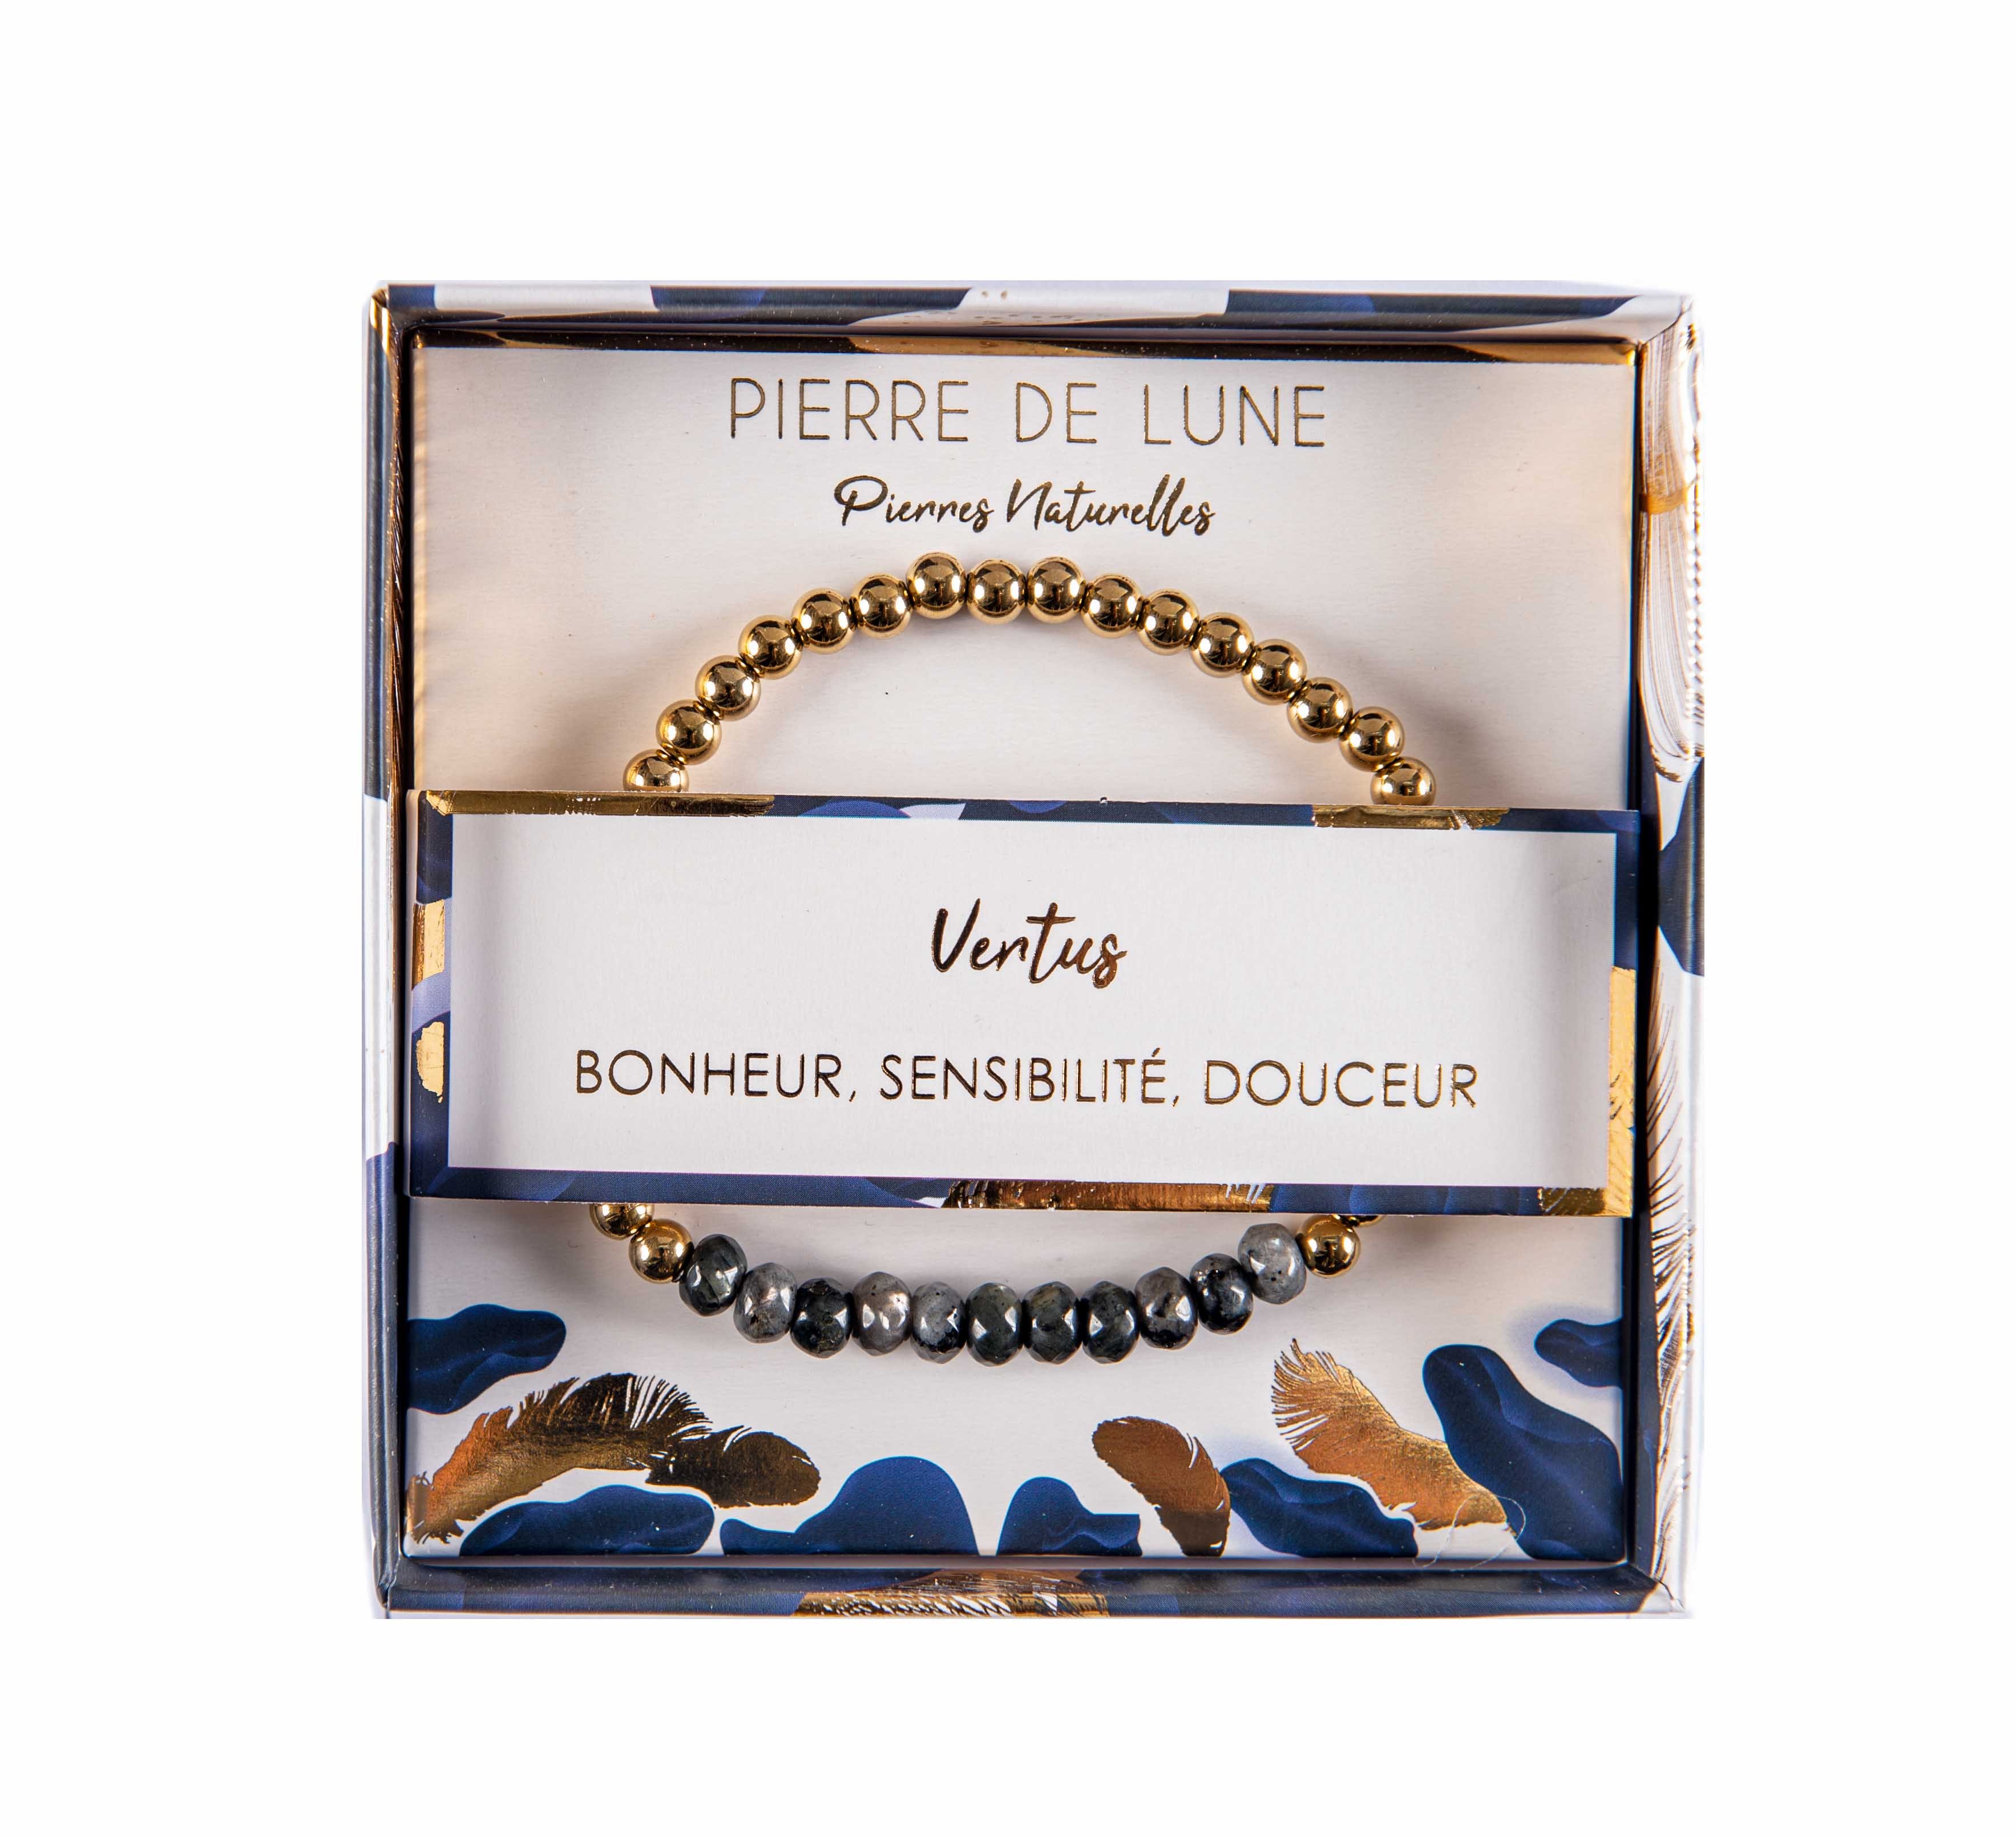 PIERRE DE LUNE
Pierres Naturelles
Vertus
BONHEUR, SENSIBILITÉ, DOUCEUR